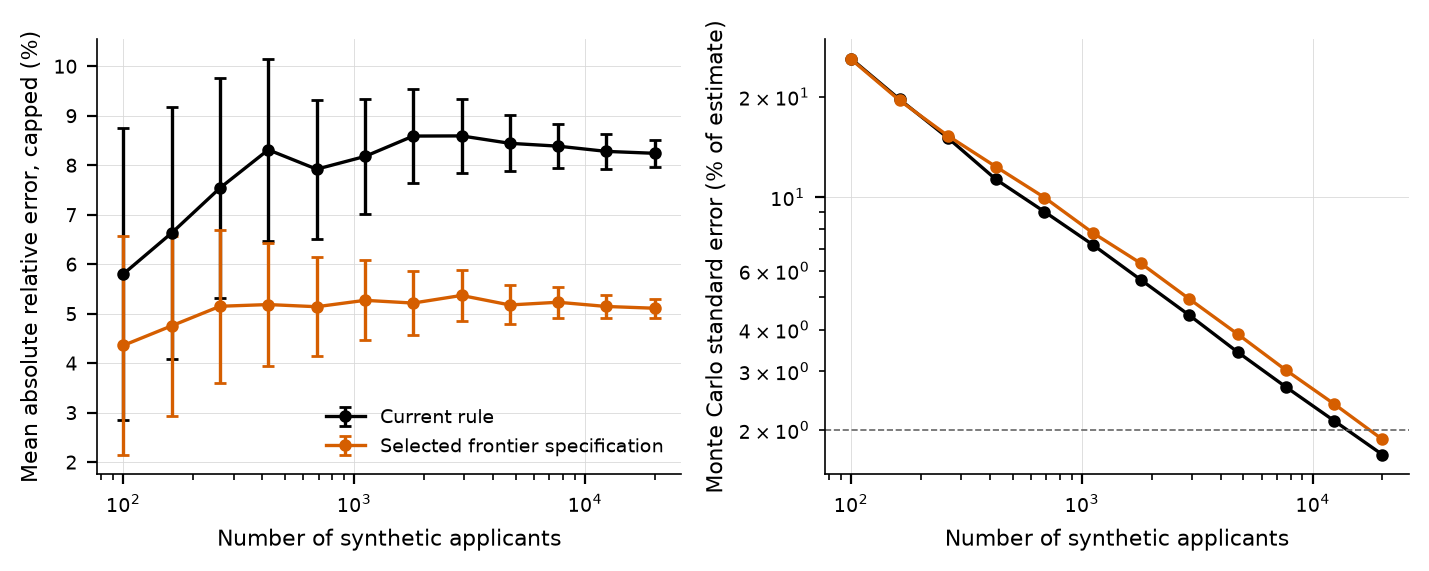 Mean absolute relative error, capped (%)
10
9
8
7
6
5
4
3
2
10²
10³
10⁴
Number of synthetic applicants
Current rule
Selected frontier specification
Monte Carlo standard error (% of estimate)
2 × 10¹
10¹
6 × 10⁰
4 × 10⁰
3 × 10⁰
2 × 10⁰
10²
10³
10⁴
Number of synthetic applicants